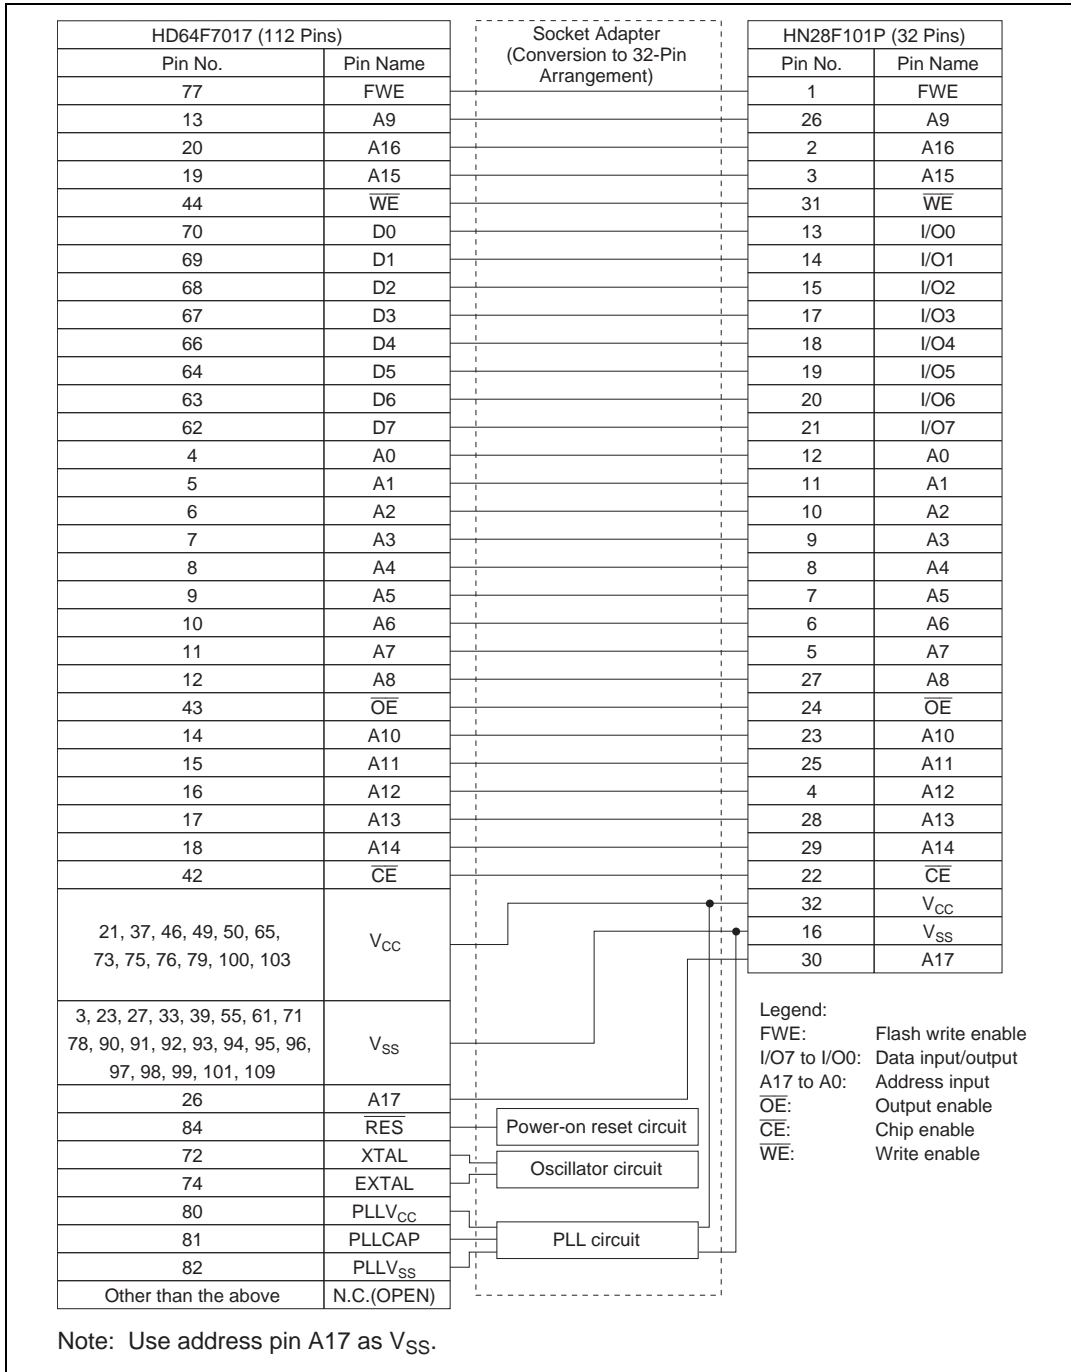 HD64F7017 (112 Pins)
Pin No. Pin Name
Socket Adapter
(Conversion to 32-Pin
Arrangement)
HN28F101P (32 Pins)
Pin No. Pin Name
77 FWE 1 FWE
13 A9 26 A9
20 A16 2 A16
19 A15 3 A15
44 W̅E̅ 31 W̅E̅
70 D0 13 I/O0
69 D1 14 I/O1
68 D2 15 I/O2
67 D3 17 I/O3
66 D4 18 I/O4
64 D5 19 I/O5
63 D6 20 I/O6
62 D7 21 I/O7
4 A0 12 A0
5 A1 11 A1
6 A2 10 A2
7 A3 9 A3
8 A4 8 A4
9 A5 7 A5
10 A6 6 A6
11 A7 5 A7
12 A8 27 A8
43 O̅E̅ 24 O̅E̅
14 A10 23 A10
15 A11 25 A11
16 A12 4 A12
17 A13 28 A13
18 A14 29 A14
42 C̅E̅ 22 C̅E̅
32 VCC
16 VSS
30 A17
21, 37, 46, 49, 50, 65,
73, 75, 76, 79, 100, 103
VCC
3, 23, 27, 33, 39, 55, 61, 71
78, 90, 91, 92, 93, 94, 95, 96,
97, 98, 99, 101, 109
VSS
26 A17
84 R̅E̅S̅ Power-on reset circuit
72 XTAL
74 EXTAL
Oscillator circuit
80 PLLVCC
81 PLLCAP PLL circuit
82 PLLVSS
Other than the above N.C.(OPEN)
Legend:
FWE: Flash write enable
I/O7 to I/O0: Data input/output
A17 to A0: Address input
O̅E̅: Output enable
C̅E̅: Chip enable
W̅E̅: Write enable
Note: Use address pin A17 as VSS.